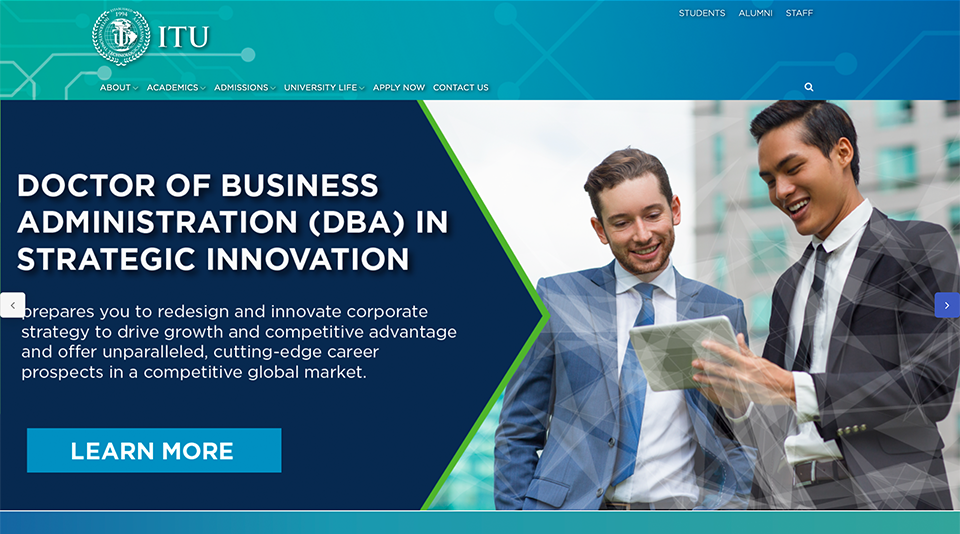 1994
ITU
STUDENTS ALUMNI STAFF
ABOUT ACADEMICS ADMISSIONS UNIVERSITY LIFE APPLY NOW CONTACT US
DOCTOR OF BUSINESS
ADMINISTRATION (DBA) IN
STRATEGIC INNOVATION
prepares you to redesign and innovate corporate
strategy to drive growth and competitive advantage
and offer unparalleled, cutting-edge career
prospects in a competitive global market.
LEARN MORE